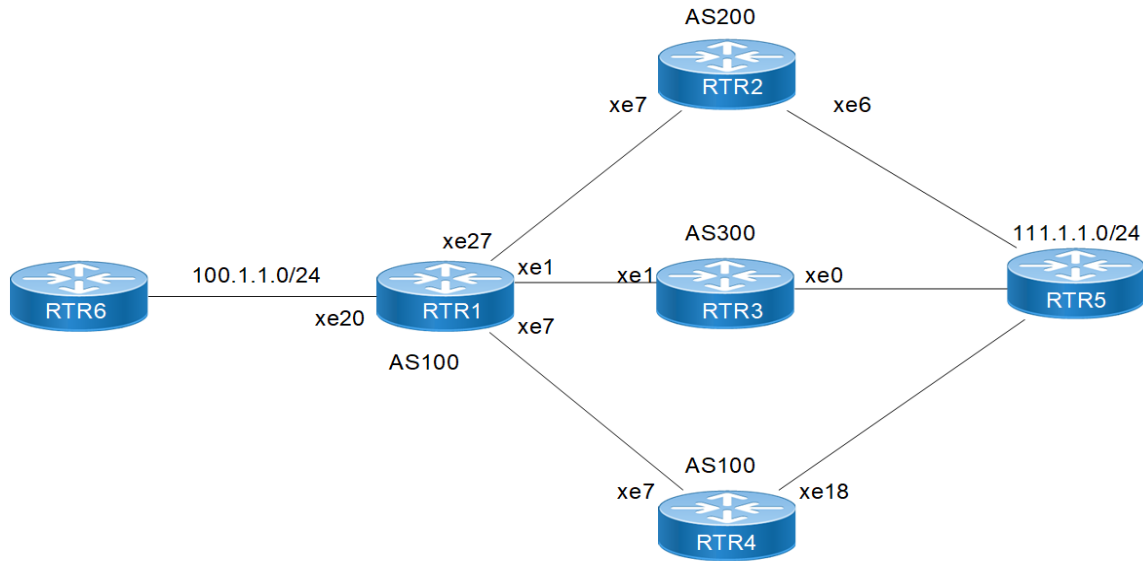 AS200
RTR2
xe7
xe6
AS300
111.1.1.0/24
xe27
100.1.1.0/24
xe1
xe1
xe0
RTR6
RTR1
RTR3
RTR5
xe20
xe7
AS100
AS100
xe7
xe18
RTR4